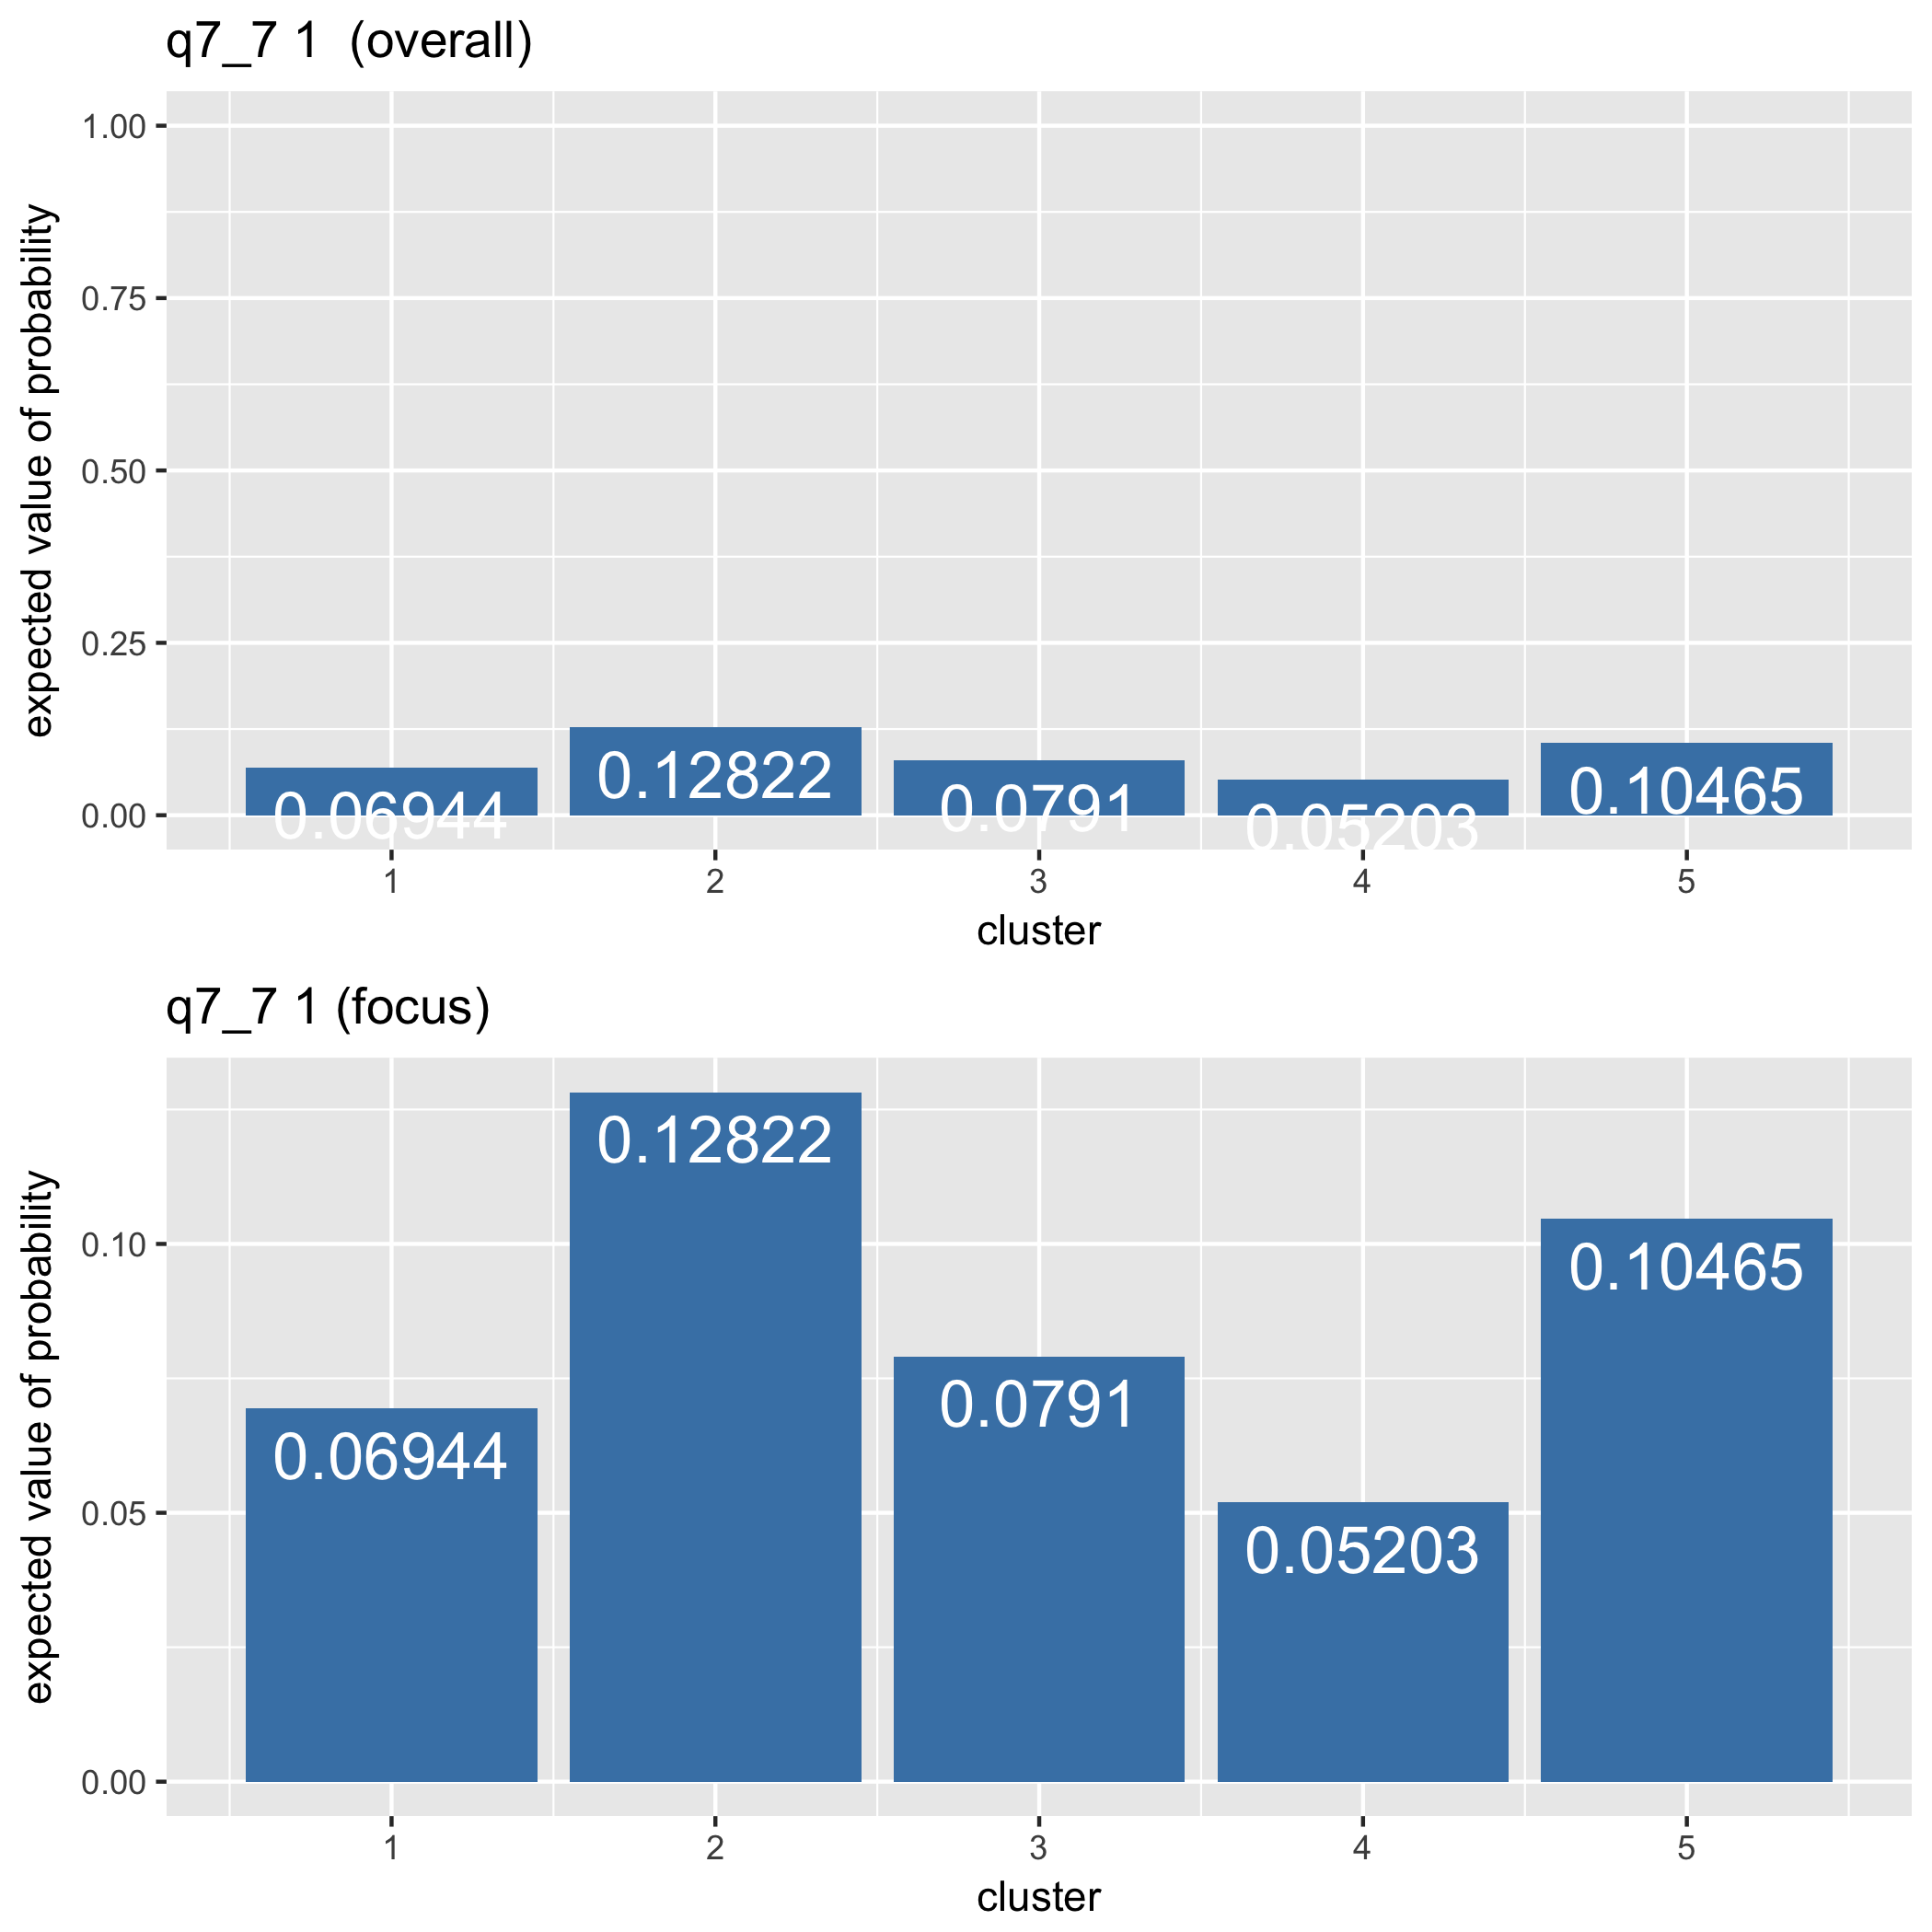 q7_7 1  (overall)
expected value of probability
1.00
0.75
0.50
0.25
0.00
0.06944
0.12822
0.0791
0.05203
0.10465
1 2 3 4 5
cluster
q7_7 1 (focus)
expected value of probability
0.10
0.05
0.00
0.06944
0.12822
0.0791
0.05203
0.10465
1 2 3 4 5
cluster